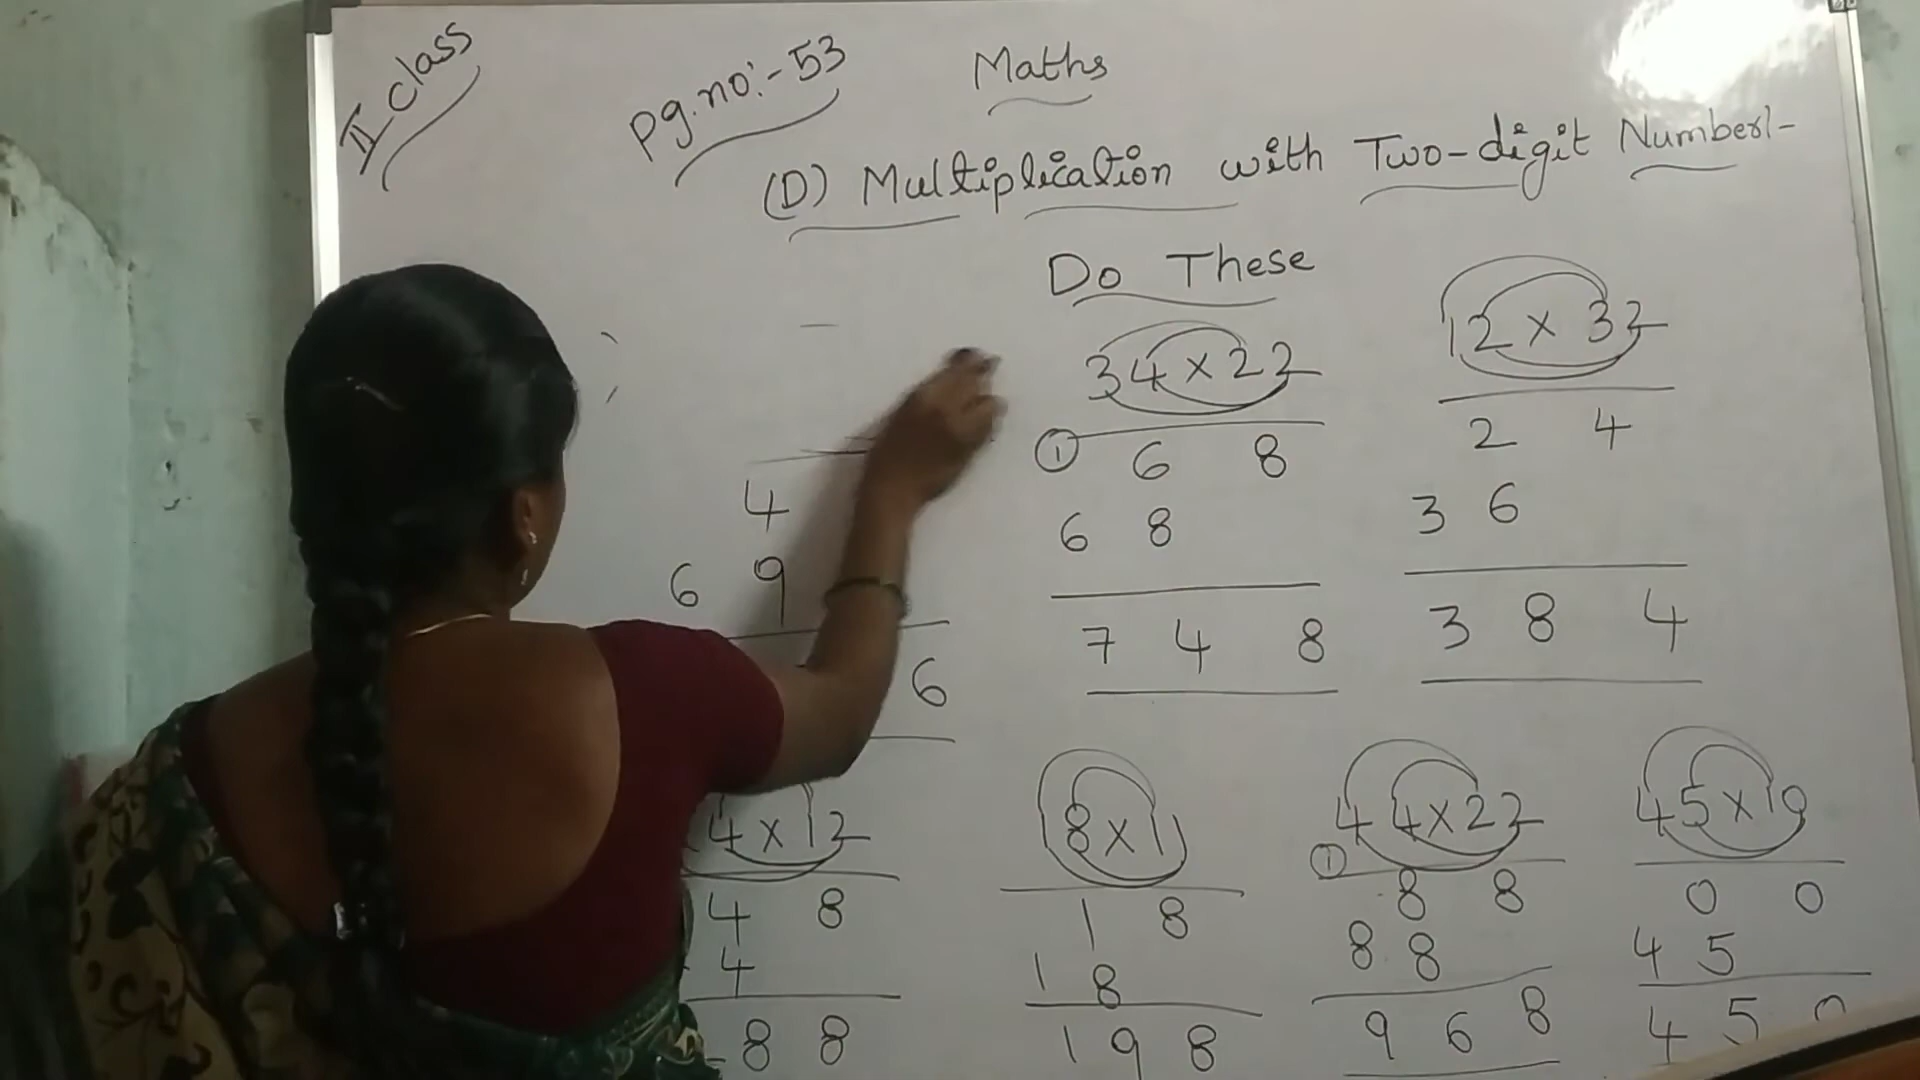 II class
Pg.no:-53
Maths
(D) Multiplication with Two-digit Number:-
Do These
4
6 9
6
34 x 22
① 6 8
6 8
7 4 8
12 x 32
2 4
3 6
3 8 4
4 x 12
4 8
4
8 8
8 x 11
1 8
1 8
1 9 8
44 x 22
① 8 8
8 8
9 6 8
45 x 10
0 0
4 5
4 5 0